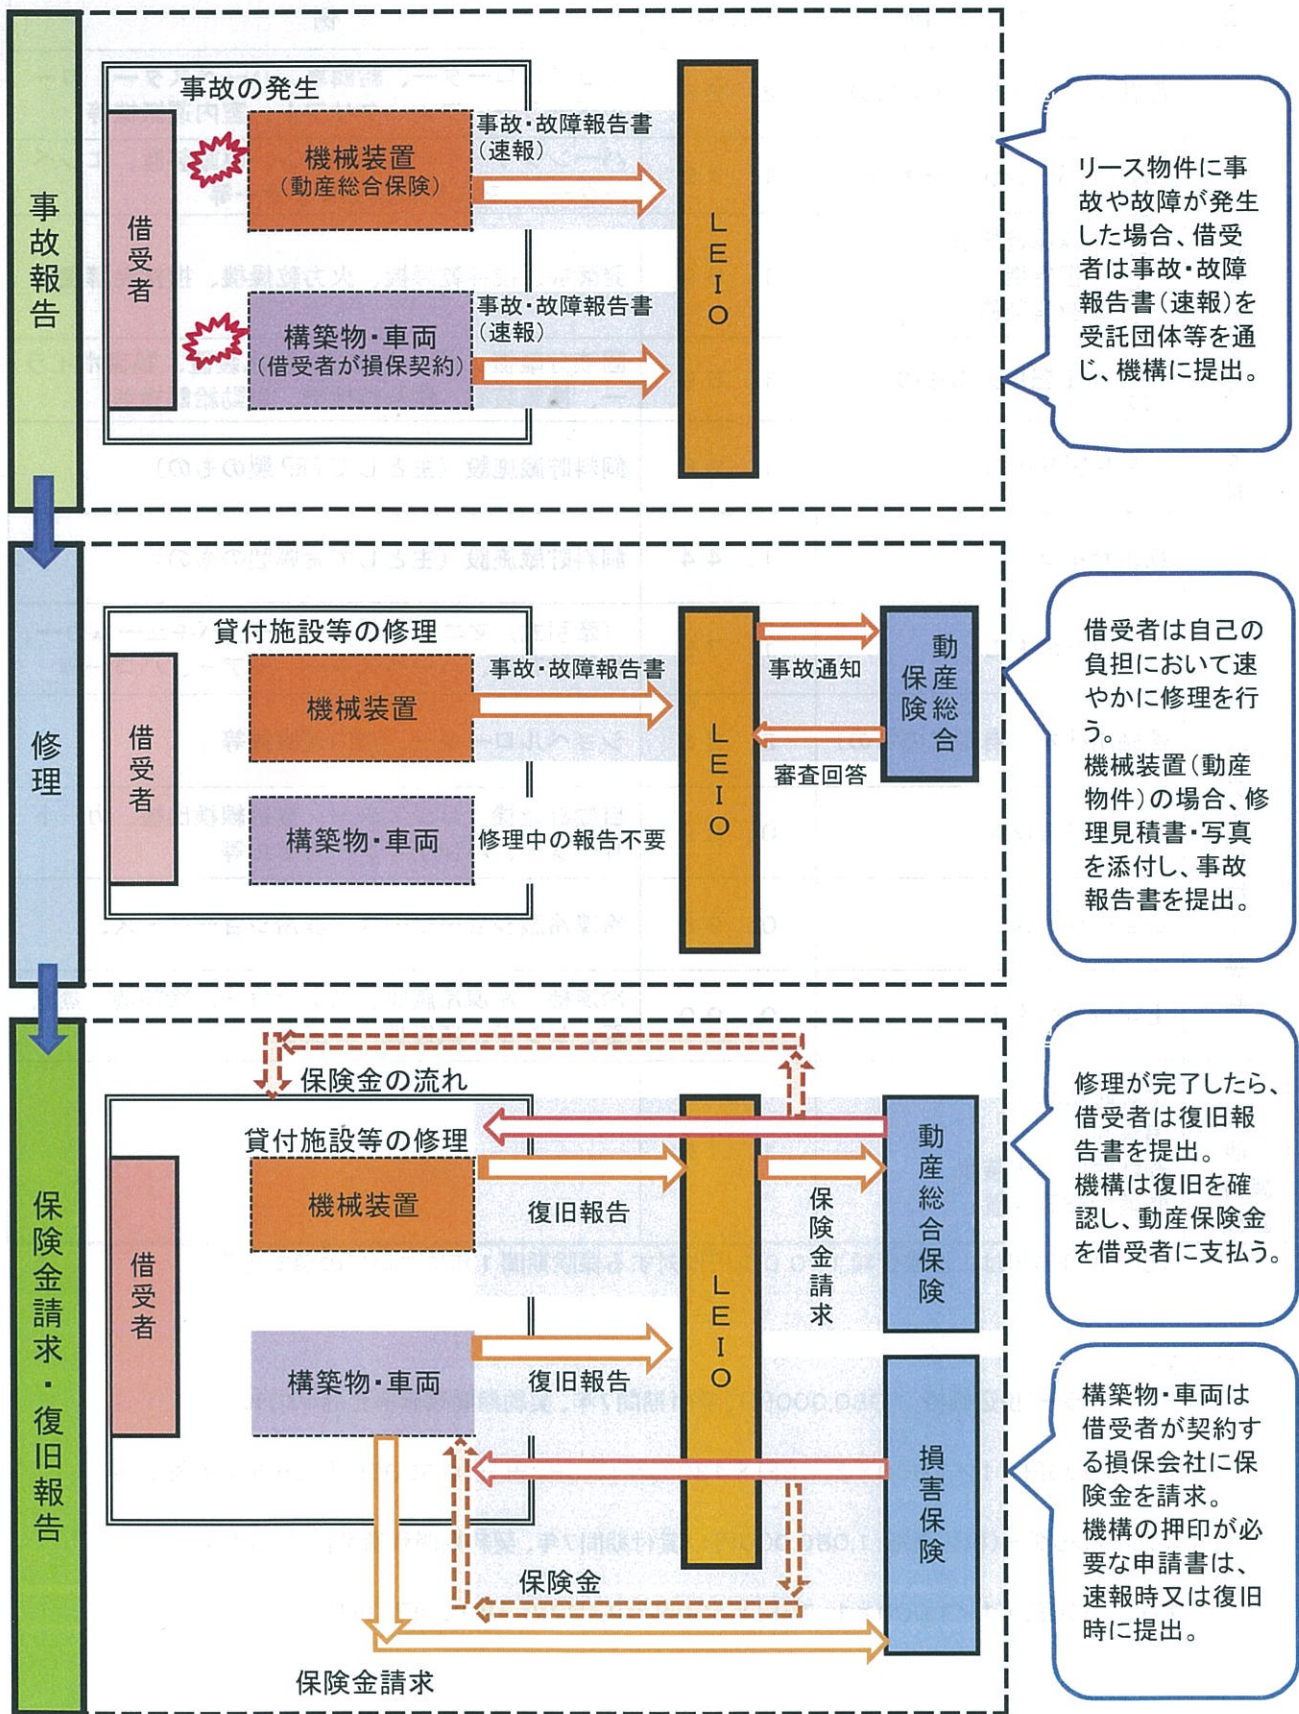 事故報告
事故の発生
借受者
機械装置
(動産総合保険)
事故・故障報告書
(速報)
構築物・車両
(借受者が損保契約)
事故・故障報告書
(速報)
LEIO
リース物件に事
故や故障が発生
した場合、借受
者は事故・故障
報告書(速報)を
受託団体等を通
じ、機構に提出。
修理
貸付施設等の修理
借受者
機械装置
事故・故障報告書
構築物・車両
修理中の報告不要
LEIO
事故通知
審査回答
動産総合
保険
借受者は自己の
負担において速
やかに修理を行
う。
機械装置(動産
物件)の場合、修
理見積書・写真
を添付し、事故
報告書を提出。
保険金請求・復旧報告
保険金の流れ
貸付施設等の修理
借受者
機械装置
復旧報告
構築物・車両
復旧報告
LEIO
保険金請求
動産総合保険
損害保険
保険金
保険金請求
修理が完了したら、
借受者は復旧報
告書を提出。
機構は復旧を確
認し、動産保険金
を借受者に支払う。
構築物・車両は
借受者が契約す
る損保会社に保
険金を請求。
機構の押印が必
要な申請書は、
速報時又は復旧
時に提出。